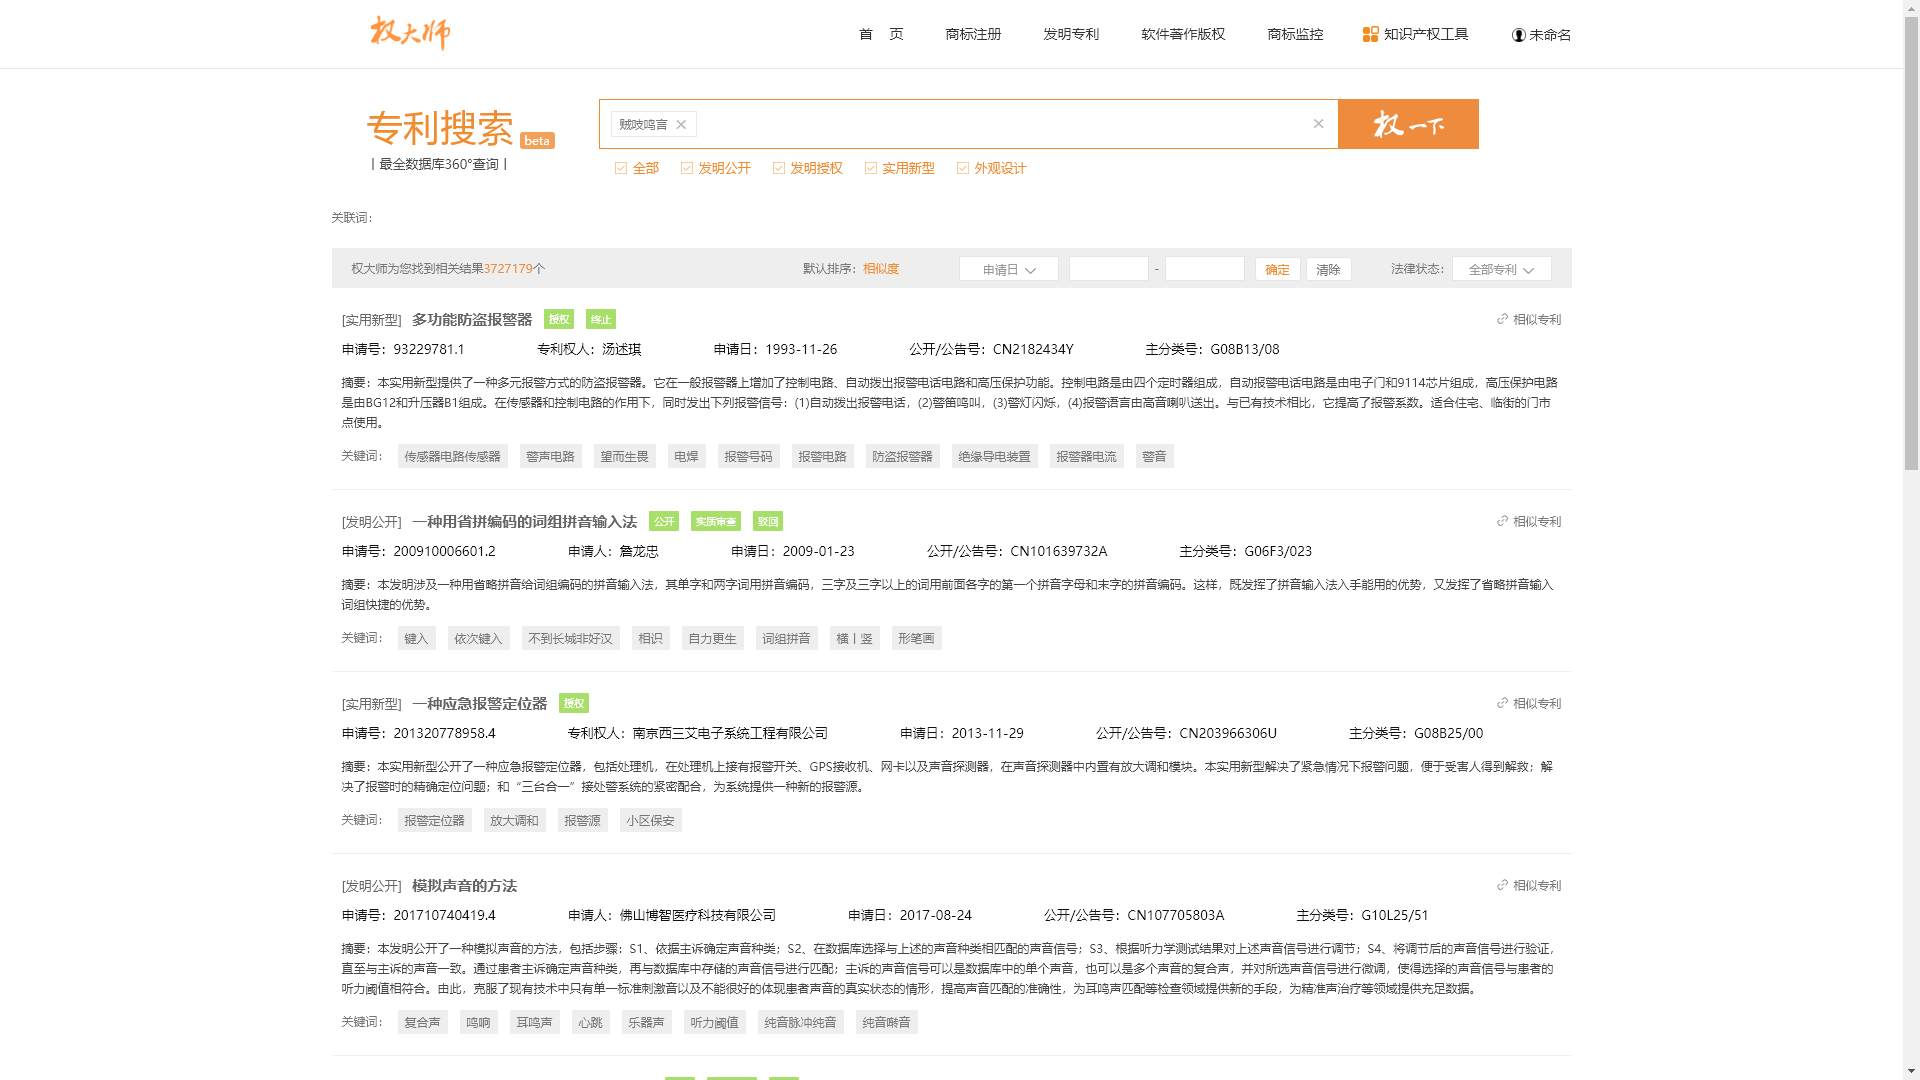 权大师
首 页 商标注册 发明专利 软件著作版权 商标监控 知识产权工具 未命名
专利搜索 beta
贼吱鸣言
权一下
丨最全数据库360°查询丨
全部 发明公开 发明授权 实用新型 外观设计
关联词：
权大师为您找到相关结果3727179个 默认排序：相似度 申请日 - 确定 清除 法律状态： 全部专利
[实用新型] 多功能防盗报警器 授权 终止 相似专利
申请号：93229781.1 专利权人：汤述琪 申请日：1993-11-26 公开/公告号：CN2182434Y 主分类号：G08B13/08
摘要：本实用新型提供了一种多元报警方式的防盗报警器。它在一般报警器上增加了控制电路、自动拨出报警电话电路和高压保护功能。控制电路是由四个定时器组成，自动报警电话电路是由电子门和9114芯片组成，高压保护电路
是由BG12和升压器B1组成。在传感器和控制电路的作用下，同时发出下列报警信号：(1)自动拨出报警电话，(2)警笛鸣叫，(3)警灯闪烁，(4)报警语言由高音喇叭送出。与已有技术相比，它提高了报警系数。适合住宅、临街的门市
点使用。
关键词： 传感器电路传感器 警声电路 望而生畏 电焊 报警号码 报警电路 防盗报警器 绝缘导电装置 报警器电流 警音
[发明公开] 一种用省拼编码的词组拼音输入法 公开 实质审查 驳回 相似专利
申请号：200910006601.2 申请人：詹龙忠 申请日：2009-01-23 公开/公告号：CN101639732A 主分类号：G06F3/023
摘要：本发明涉及一种用省略拼音给词组编码的拼音输入法，其单字和两字词用拼音编码，三字及三字以上的词用前面各字的第一个拼音字母和末字的拼音编码。这样，既发挥了拼音输入法入手能用的优势，又发挥了省略拼音输入
词组快捷的优势。
关键词： 键入 依次键入 不到长城非好汉 相识 自力更生 词组拼音 横丨竖 形笔画
[实用新型] 一种应急报警定位器 授权 相似专利
申请号：201320778958.4 专利权人：南京西三艾电子系统工程有限公司 申请日：2013-11-29 公开/公告号：CN203966306U 主分类号：G08B25/00
摘要：本实用新型公开了一种应急报警定位器，包括处理机，在处理机上接有报警开关、GPS接收机、网卡以及声音探测器，在声音探测器中内置有放大调和模块。本实用新型解决了紧急情况下报警问题，便于受害人得到解救；解
决了报警时的精确定位问题；和“三台合一”接处警系统的紧密配合，为系统提供一种新的报警源。
关键词： 报警定位器 放大调和 报警源 小区保安
[发明公开] 模拟声音的方法 相似专利
申请号：201710740419.4 申请人：佛山博智医疗科技有限公司 申请日：2017-08-24 公开/公告号：CN107705803A 主分类号：G10L25/51
摘要：本发明公开了一种模拟声音的方法，包括步骤：S1、依据主诉确定声音种类；S2、在数据库选择与上述的声音种类相匹配的声音信号；S3、根据听力学测试结果对上述声音信号进行调节；S4、将调节后的声音信号进行验证，
直至与主诉的声音一致。通过患者主诉确定声音种类，再与数据库中存储的声音信号进行匹配；主诉的声音信号可以是数据库中的单个声音，也可以是多个声音的复合声，并对所选声音信号进行微调，使得选择的声音信号与患者的
听力阈值相符合。由此，克服了现有技术中只有单一标准刺激音以及不能很好的体现患者声音的真实状态的情形，提高声音匹配的准确性，为耳鸣声匹配等检查领域提供新的手段，为精准声治疗等领域提供充足数据。
关键词： 复合声 鸣响 耳鸣声 心跳 乐器声 听力阈值 纯音脉冲纯音 纯音啭音